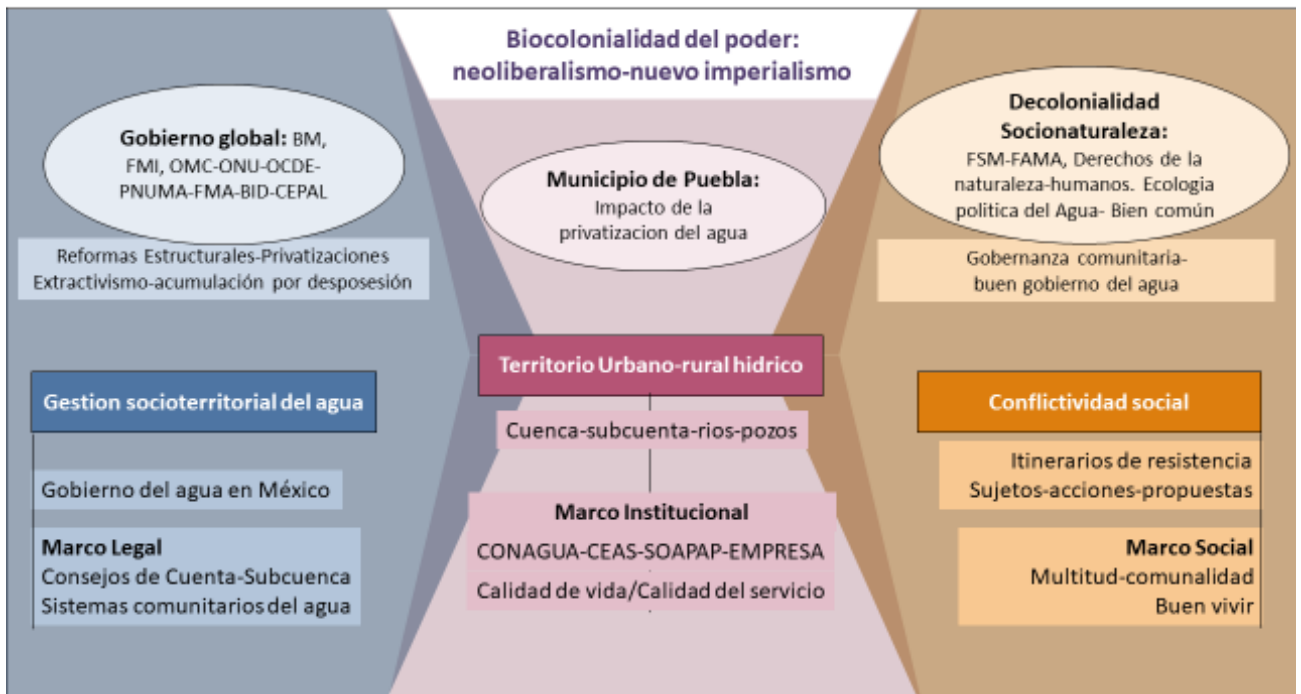 Biocolonialidad del poder:
neoliberalismo-nuevo imperialismo
Gobierno global: BM,
FMI, OMC-ONU-OCDE-
PNUMA-FMA-BID-CEPAL
Reformas Estructurales-Privatizaciones
Extractivismo-acumulación por desposesión
Gestion socioterritorial del agua
Gobierno del agua en México
Marco Legal
Consejos de Cuenta-Subcuenca
Sistemas comunitarios del agua
Municipio de Puebla:
Impacto de la
privatizacion del agua
Territorio Urbano-rural hidrico
Cuenca-subcuenta-rios-pozos
Marco Institucional
CONAGUA-CEAS-SOAPAP-EMPRESA
Calidad de vida/Calidad del servicio
Decolonialidad
Socionaturaleza:
FSM-FAMA, Derechos de la
naturaleza-humanos. Ecologia
politica del Agua- Bien común
Gobernanza comunitaria-
buen gobierno del agua
Conflictividad social
Itinerarios de resistencia
Sujetos-acciones-propuestas
Marco Social
Multitud-comunalidad
Buen vivir